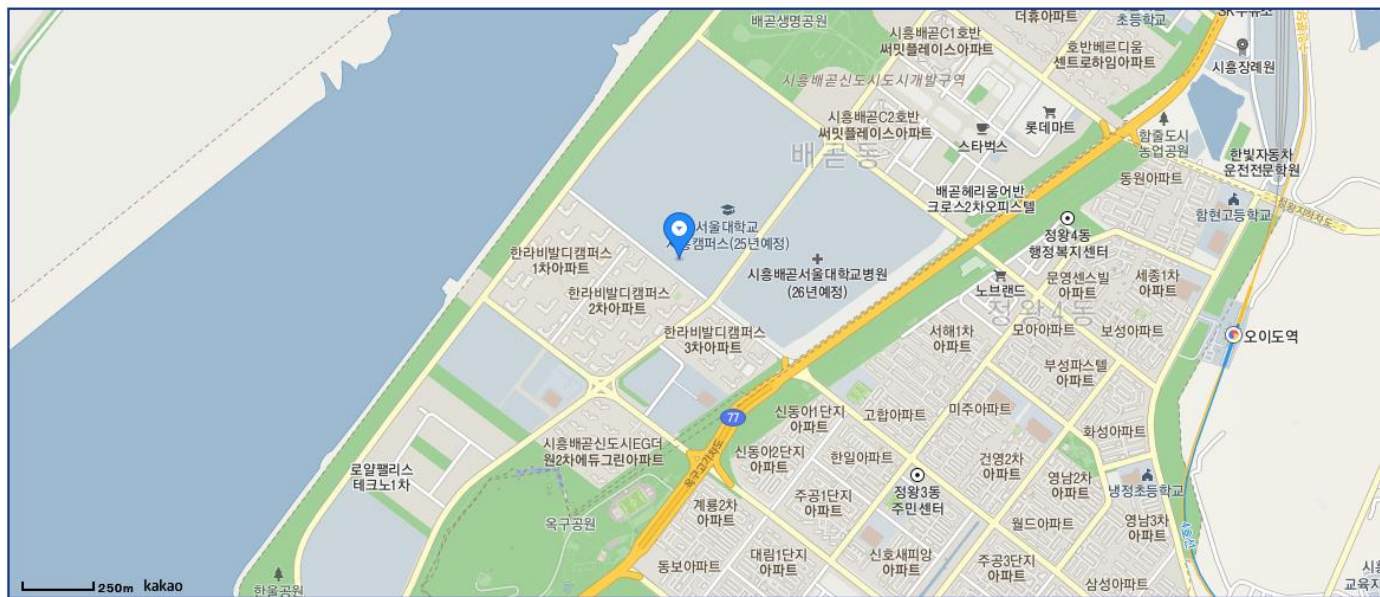 배곧생명공원
더휴아파트
초등학교
SK주유소
시흥배곧C1호반
써밋플레이스아파트
호반베르디움
센트로하임아파트
시흥장례원
시흥배곧신도시도시개발구역
시흥배곧C2호반
써밋플레이스아파트
롯데마트
스타벅스
배곧동
함줄도시
농업공원
한빛자동차
운전전문학원
동원아파트
정왕지하차도
함현고등학교
배곧헤리움어반
크로스2차오피스텔
정왕4동
행정복지센터
서울대학교
시흥캠퍼스(25년예정)
한라비발디캠퍼스
1차아파트
시흥배곧서울대학교병원
(26년예정)
노브랜드
문영센스빌
아파트
세종1차
아파트
한라비발디캠퍼스
2차아파트
정왕4동
한라비발디캠퍼스
3차아파트
서해1차
아파트
모아아파트
보성아파트
오이도역
부성파스텔
아파트
77
신동아1단지
아파트
고합아파트
미주아파트
화성아파트
시흥배곧신도시EG더
원2차에듀그린아파트
신동아2단지
아파트
한일아파트
건영2차
아파트
영남2차
아파트
냉정초등학교
로얄팰리스
테크노1차
옥구고가차도
정왕3동
주민센터
주공1단지
아파트
옥구공원
계룡2차
아파트
월드아파트
영남3차
아파트
4호선
동보아파트
대림1단지
아파트
신호새피앙
아파트
주공3단지
아파트
삼성아파트
한울공원
250m kakao